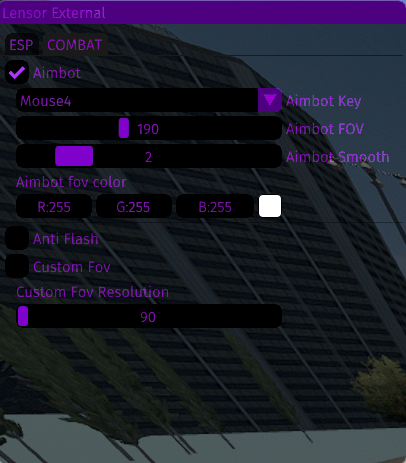 Lensor External
ESP COMBAT
Aimbot
Mouse4 Aimbot Key
190 Aimbot FOV
2 Aimbot Smooth
Aimbot fov color
R:255 G:255 B:255
Anti Flash
Custom Fov
Custom Fov Resolution
90